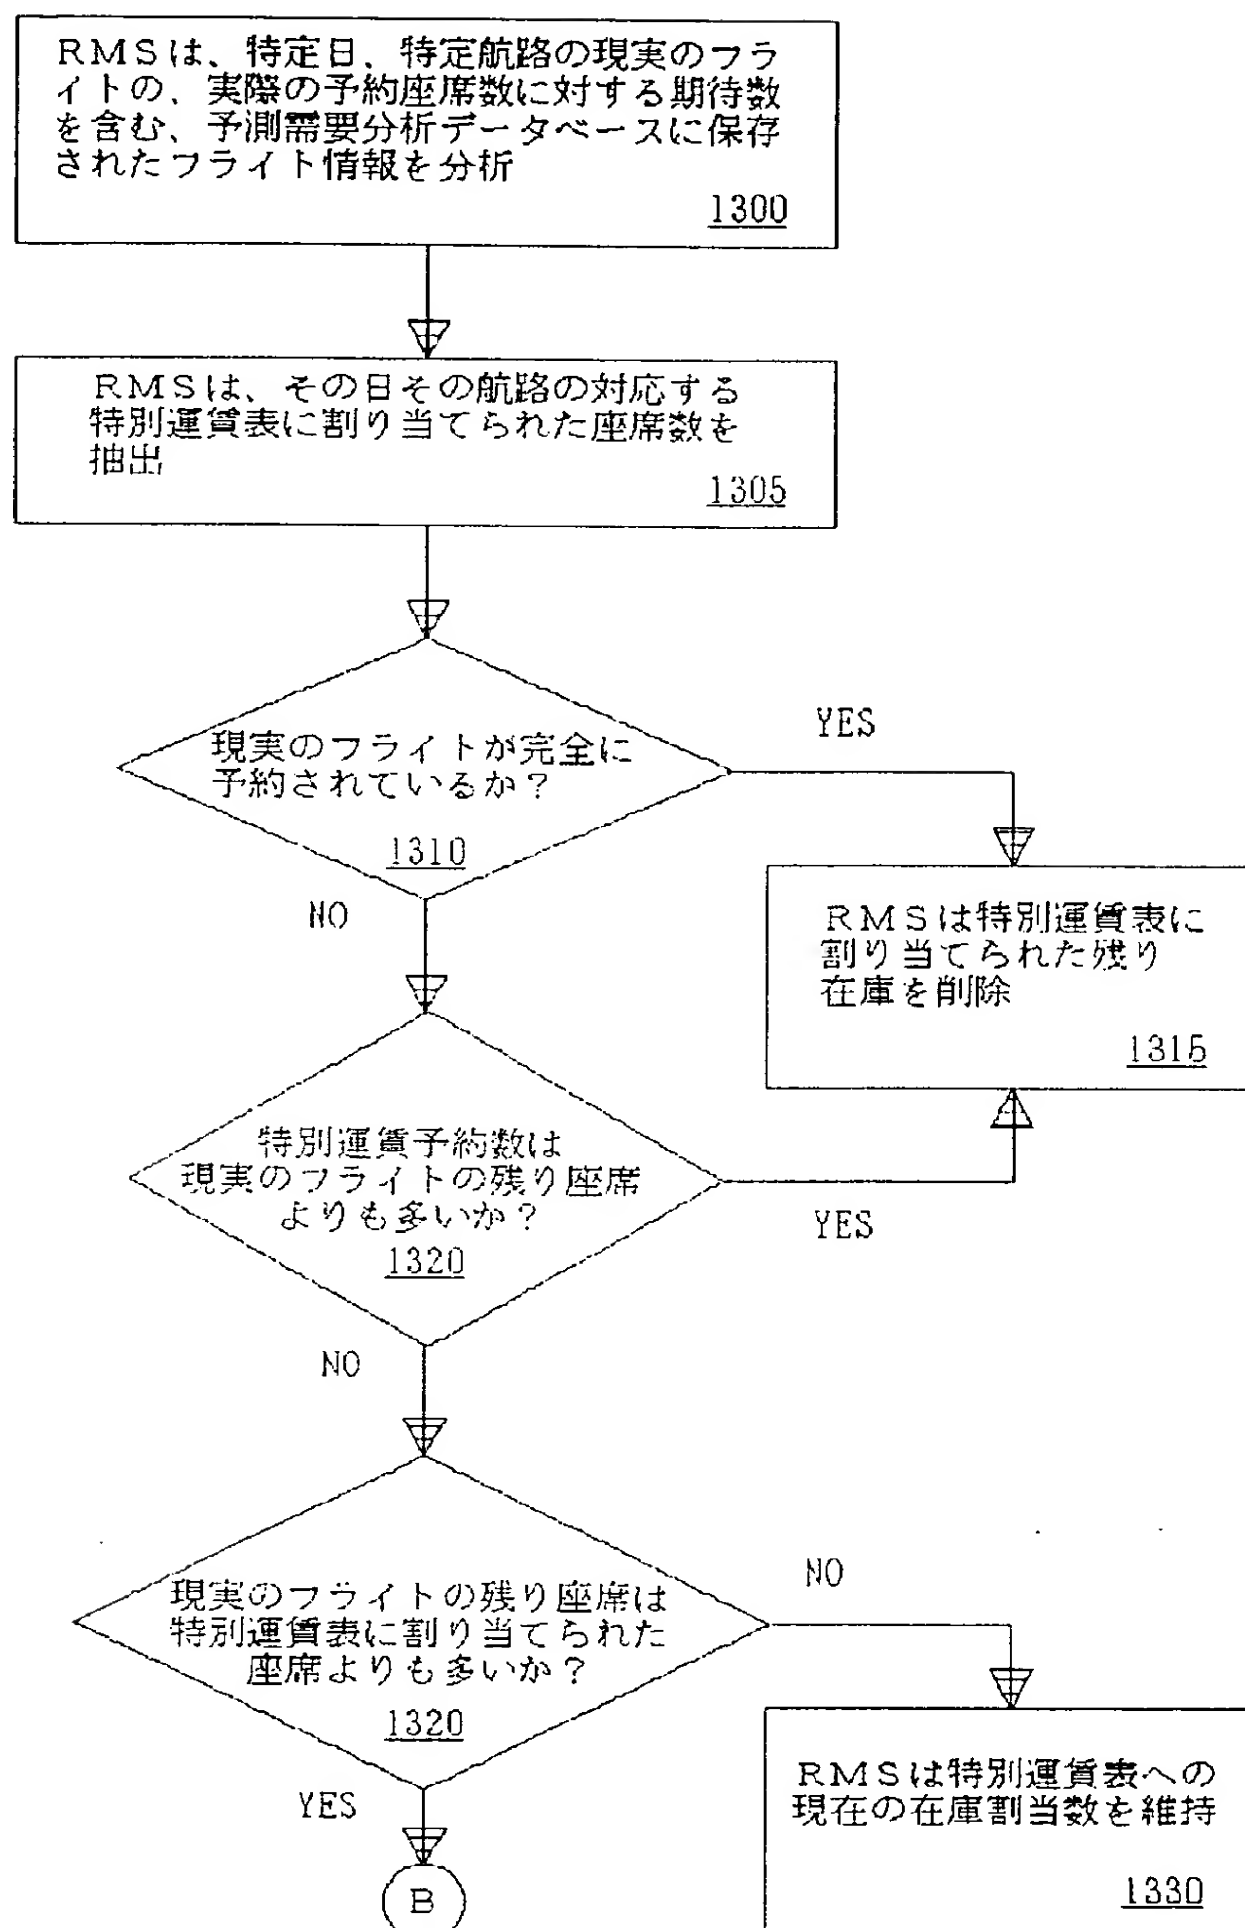 RMSは、特定日、特定航路の現実のフラ
イトの、実際の予約座席数に対する期待数
を含む、予測需要分析データベースに保存
されたフライト情報を分析
1300
RMSは、その日その航路の対応する
特別運賃表に割り当てられた座席数を
抽出
1305
現実のフライトが完全に
予約されているか?
1310
YES
NO
RMSは特別運賃表に
割り当てられた残り
在庫を削除
1315
特別運賃予約数は
現実のフライトの残り座席
よりも多いか?
1320
YES
NO
現実のフライトの残り座席は
特別運賃表に割り当てられた
座席よりも多いか?
1320
NO
YES
RMSは特別運賃表への
現在の在庫割当数を維持
1330
B